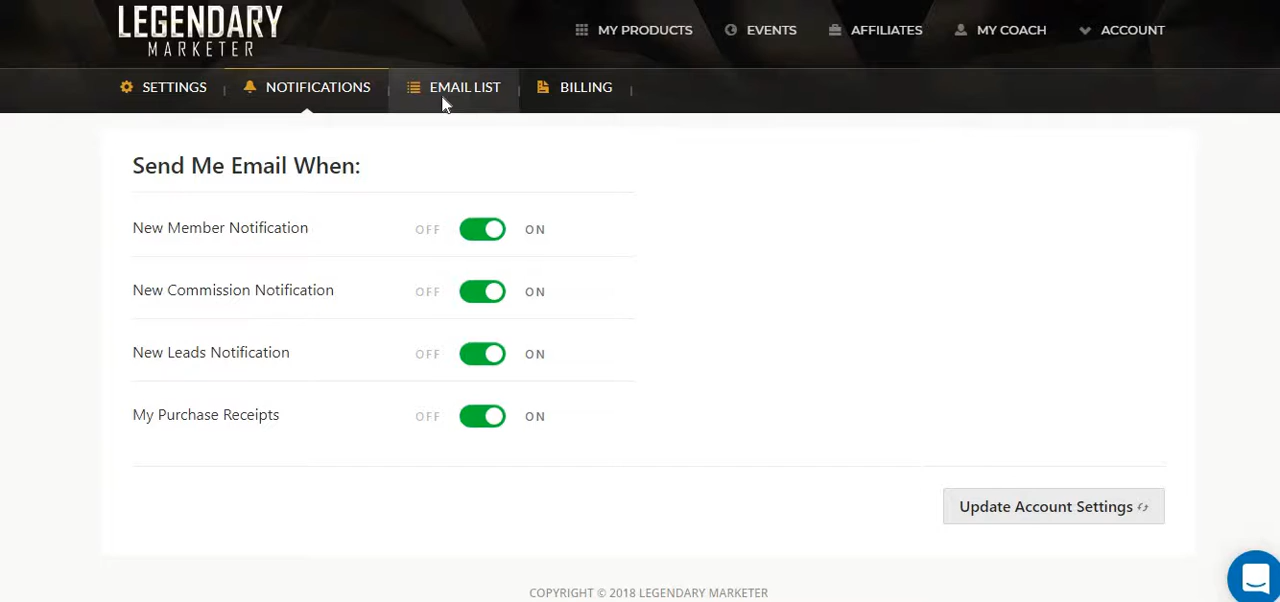 LEGENDARY
MARKETER
MY PRODUCTS EVENTS AFFILIATES MY COACH ACCOUNT
SETTINGS NOTIFICATIONS EMAIL LIST BILLING
Send Me Email When:
New Member Notification OFF ON
New Commission Notification OFF ON
New Leads Notification OFF ON
My Purchase Receipts OFF ON
Update Account Settings
COPYRIGHT © 2018 LEGENDARY MARKETER